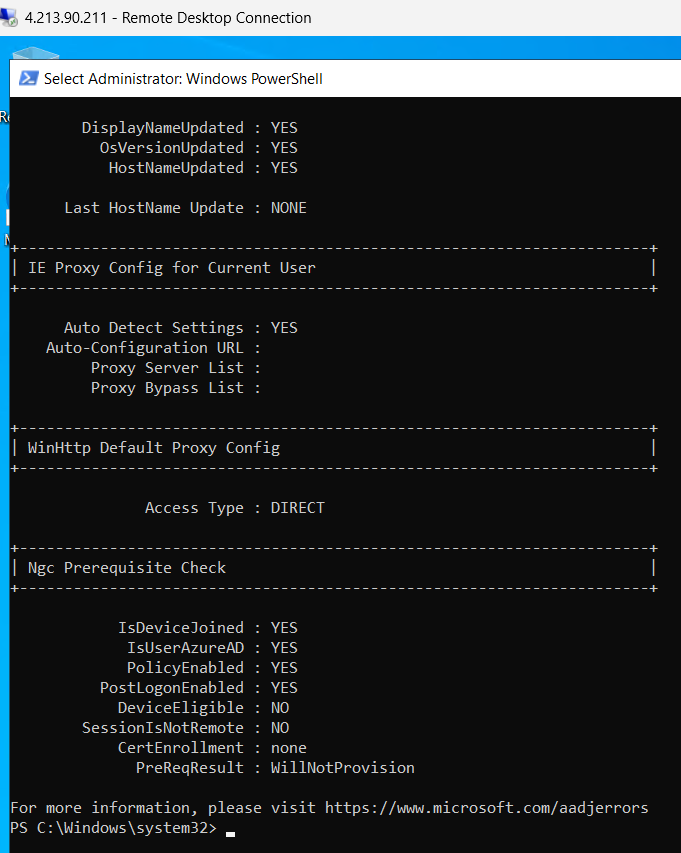 4.213.90.211 - Remote Desktop Connection
Select Administrator: Windows PowerShell
DisplayNameUpdated : YES
OsVersionUpdated : YES
HostNameUpdated : YES
Last HostName Update : NONE
+----------------------------------------------------------------------+
| IE Proxy Config for Current User |
+----------------------------------------------------------------------+
Auto Detect Settings : YES
Auto-Configuration URL :
Proxy Server List :
Proxy Bypass List :
+----------------------------------------------------------------------+
| WinHttp Default Proxy Config |
+----------------------------------------------------------------------+
Access Type : DIRECT
+----------------------------------------------------------------------+
| Ngc Prerequisite Check |
+----------------------------------------------------------------------+
IsDeviceJoined : YES
IsUserAzureAD : YES
PolicyEnabled : YES
PostLogonEnabled : YES
DeviceEligible : NO
SessionIsNotRemote : NO
CertEnrollment : none
PreReqResult : WillNotProvision
For more information, please visit https://www.microsoft.com/aadjerrors
PS C:\Windows\system32>